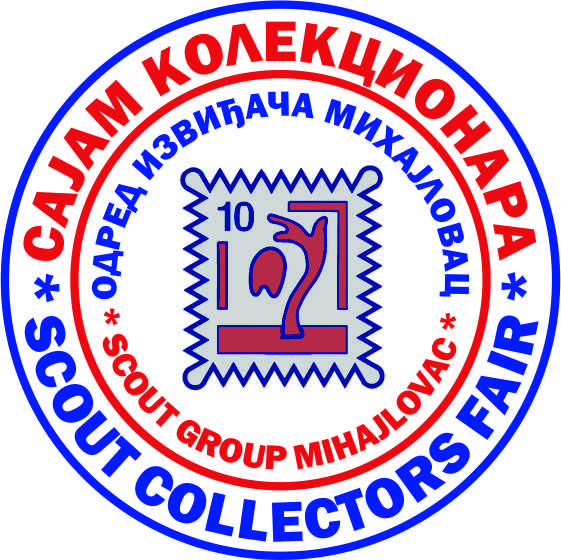 * САЈАМ КОЛЕКЦИОНАРА *
ОДРЕД ИЗВИЂАЧА МИХАЈЛОВАЦ
10
* SCOUT GROUP MIHAJLOVAC *
SCOUT COLLECTORS FAIR